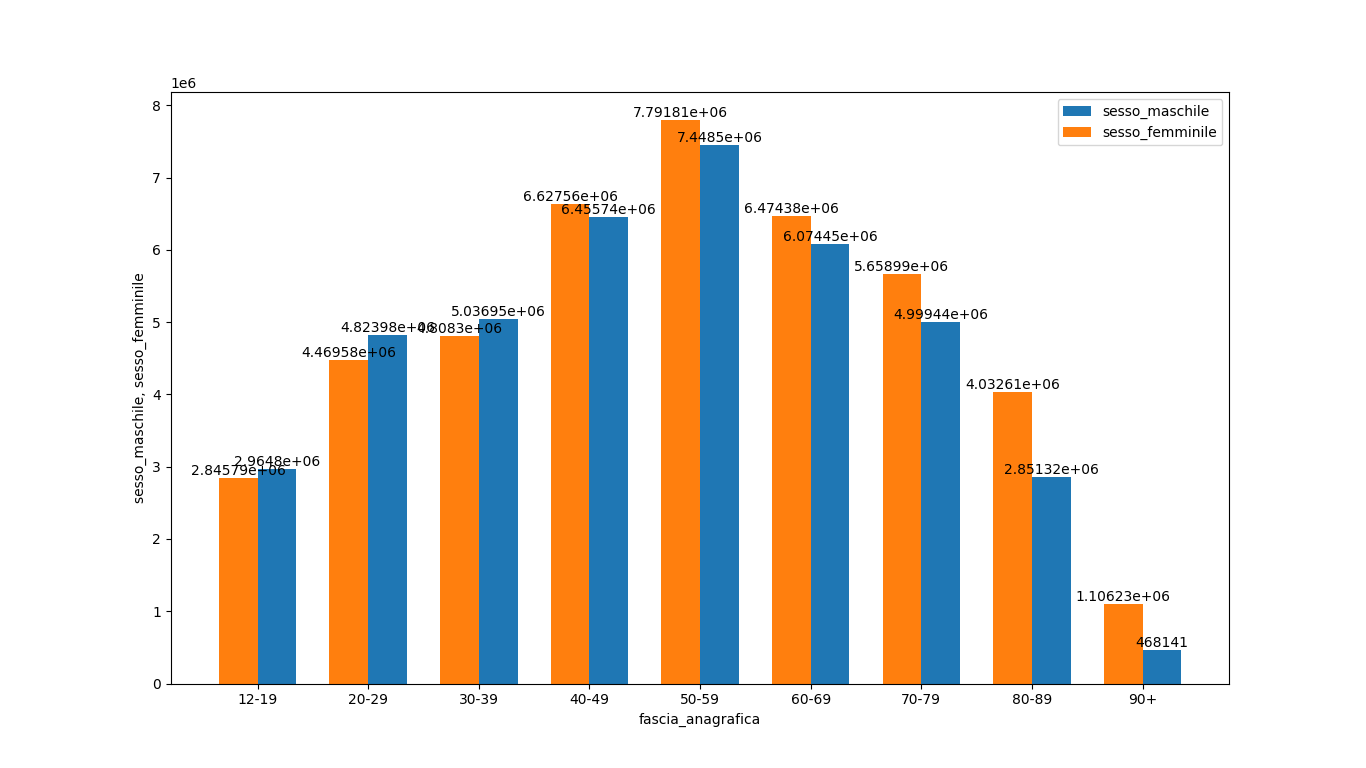 1e6
8
7
6
5
4
3
2
1
0
sesso_maschile, sesso_femminile
sesso_maschile
sesso_femminile
2.84579e+06
2.9648e+06
4.46958e+06
4.82398e+06
4.8083e+06
5.03695e+06
6.62756e+06
6.45574e+06
7.79181e+06
7.4485e+06
6.47438e+06
6.07445e+06
5.65899e+06
4.99944e+06
4.03261e+06
2.85132e+06
1.10623e+06
468141
12-19 20-29 30-39 40-49 50-59 60-69 70-79 80-89 90+
fascia_anagrafica